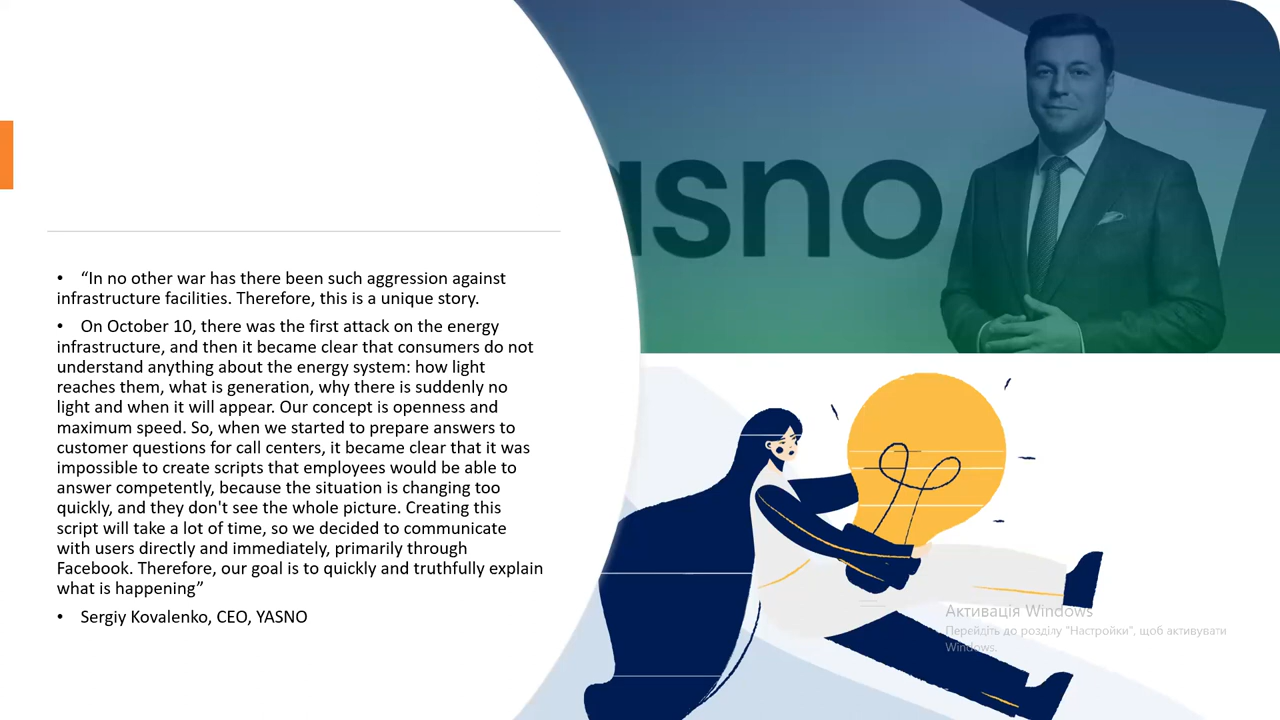 • “In no other war has there been such aggression against
infrastructure facilities. Therefore, this is a unique story.
• On October 10, there was the first attack on the energy
infrastructure, and then it became clear that consumers do not
understand anything about the energy system: how light
reaches them, what is generation, why there is suddenly no
light and when it will appear. Our concept is openness and
maximum speed. So, when we started to prepare answers to
customer questions for call centers, it became clear that it was
impossible to create scripts that employees would be able to
answer competently, because the situation is changing too
quickly, and they don't see the whole picture. Creating this
script will take a lot of time, so we decided to communicate
with users directly and immediately, primarily through
Facebook. Therefore, our goal is to quickly and truthfully explain
what is happening”
• Sergiy Kovalenko, CEO, YASNO
asno
Активація Windows
Перейдіть до розділу "Настройки", щоб активувати
Windows.